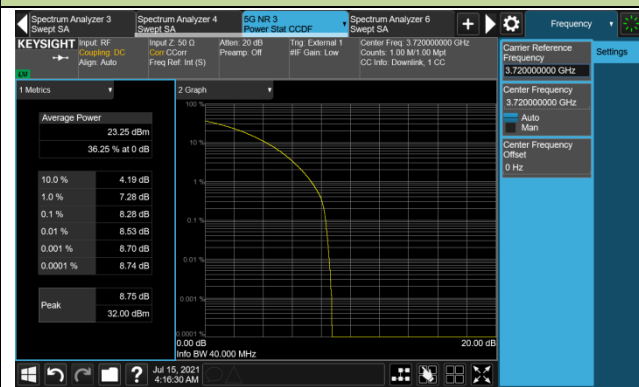 Spectrum Analyzer 3
Swept SA
Spectrum Analyzer 4
Swept SA
5G NR 3
Power Stat CCDF
Spectrum Analyzer 6
Swept SA
Frequency
KEYSIGHT
Input: RF
Coupling: DC
Align: Auto
Input Z: 50 Ω
Corr CCorr
Freq Ref: Int (S)
Atten: 20 dB
Preamp: Off
Trig: External 1
#IF Gain: Low
Center Freq: 3.720000000 GHz
Counts: 1.00 M/1.00 Mpt
CC Info: Downlink, 1 CC
Carrier Reference
Frequency
3.720000000 GHz
Settings
Center Frequency
3.720000000 GHz
Auto
Man
Center Frequency
Offset
0 Hz
1 Metrics
Average Power
23.25 dBm
36.25 % at 0 dB
10.0 % 4.19 dB
1.0 % 7.28 dB
0.1 % 8.28 dB
0.01 % 8.53 dB
0.001 % 8.70 dB
0.0001 % 8.74 dB
Peak
8.75 dB
32.00 dBm
2 Graph
100 %
10 %
1 %
0.1 %
0.01 %
0.001 %
0.0001 %
0.00 dB
20.00 dB
Info BW 40.000 MHz
?
Jul 15, 2021
4:16:30 AM